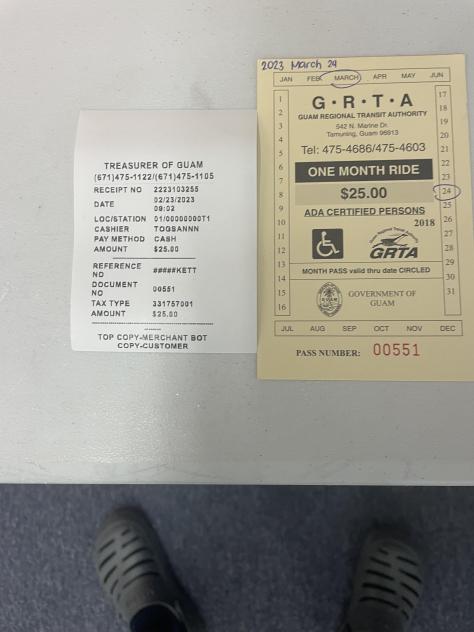 TREASURER OF GUAM
(671)475-1122/(671)475-1105
RECEIPT NO 2223103255
DATE 02/23/2023
09:02
LOC/STATION 01/00000000T1
CASHIER TOGSANNN
PAY METHOD CASH
AMOUNT $25.00
REFERENCE NO #####KETT
DOCUMENT NO 00551
TAX TYPE 331757001
AMOUNT $25.00
TOP COPY-MERCHANT BOT
COPY-CUSTOMER
2023 March 24
JAN FEB MARCH APR MAY JUN
1
2
3
4
5
6
7
8
9
10
11
12
13
14
15
16
G·R·T·A
GUAM REGIONAL TRANSIT AUTHORITY
542 N. Marine Dr.
Tamuning, Guam 96913
Tel: 475-4686/475-4603
ONE MONTH RIDE
$25.00
ADA CERTIFIED PERSONS
2018
GRTA
MONTH PASS valid thru date CIRCLED
GUAM
GOVERNMENT OF
GUAM
17
18
19
20
21
22
23
24
25
26
27
28
29
30
31
JUL AUG SEP OCT NOV DEC
PASS NUMBER: 00551